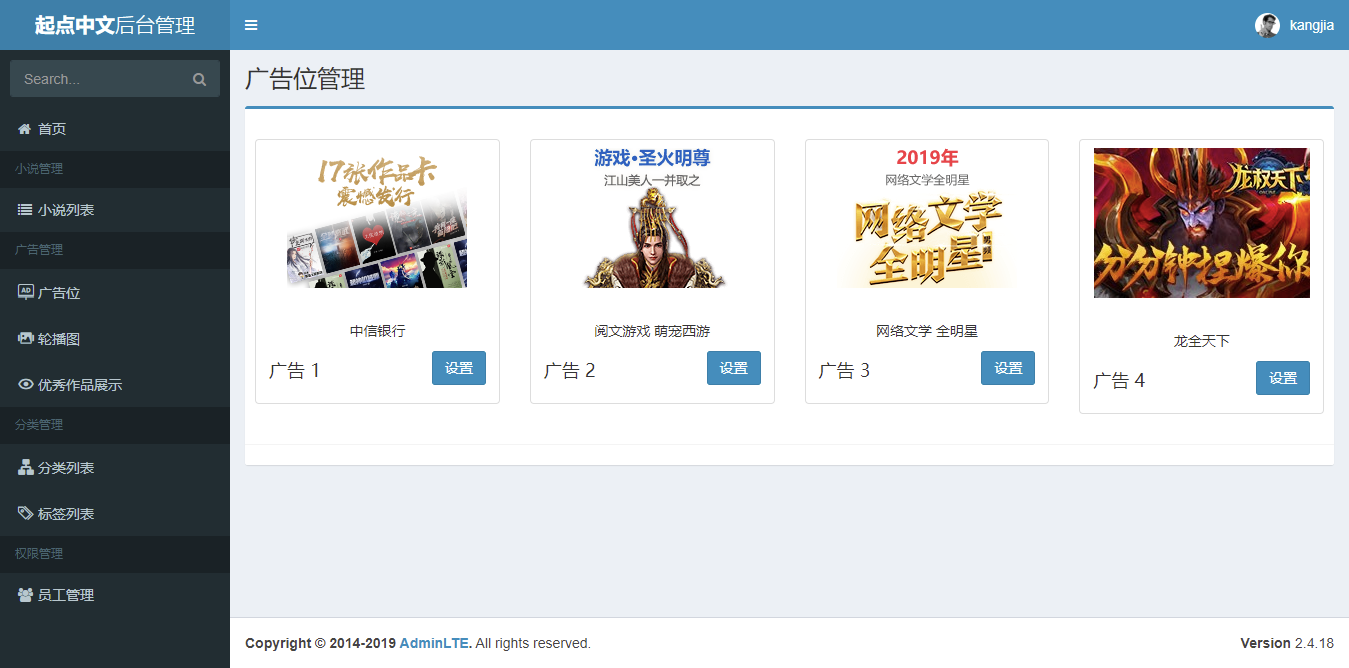 起点中文后台管理
kangjia
Search...
首页
小说管理
小说列表
广告管理
AD 广告位
轮播图
优秀作品展示
分类管理
分类列表
标签列表
权限管理
员工管理
广告位管理
17张作品卡
震撼发行
中信银行
广告 1
设置
游戏·圣火明尊
江山美人一并取之
阅文游戏 萌宠西游
广告 2
设置
2019年
网络文学全明星
网络文学
全明星
男频
网络文学 全明星
广告 3
设置
龙权天下
分分钟捏爆你
龙全天下
广告 4
设置
Copyright © 2014-2019 AdminLTE. All rights reserved.
Version 2.4.18